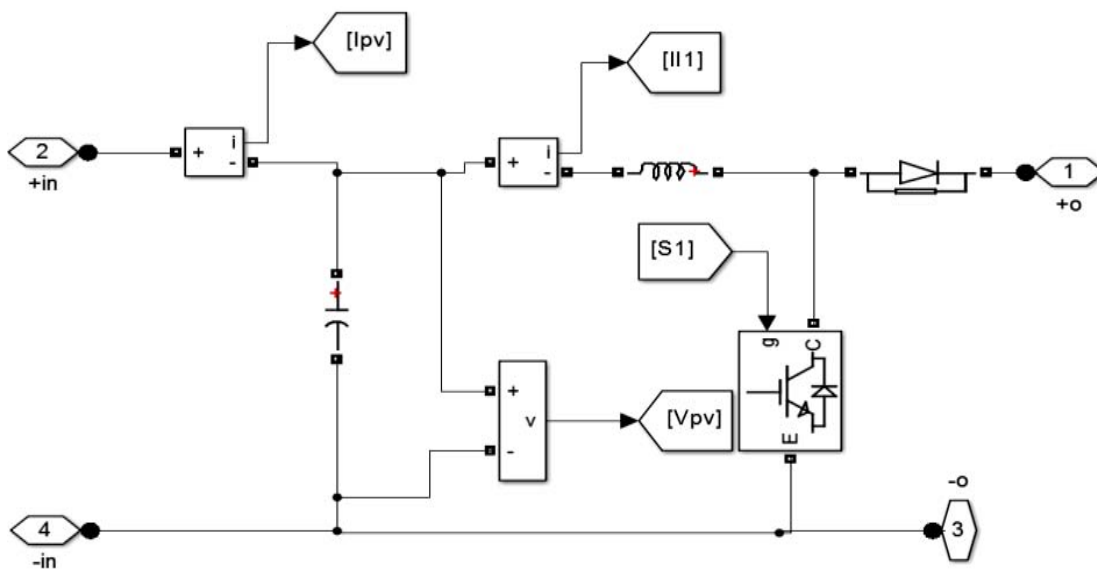 [Ipv]
[Il1]
2
+in
+
i
-
+
i
-
1
+o
[S1]
g
C
E
+
-
v
[Vpv]
-o
3
4
-in